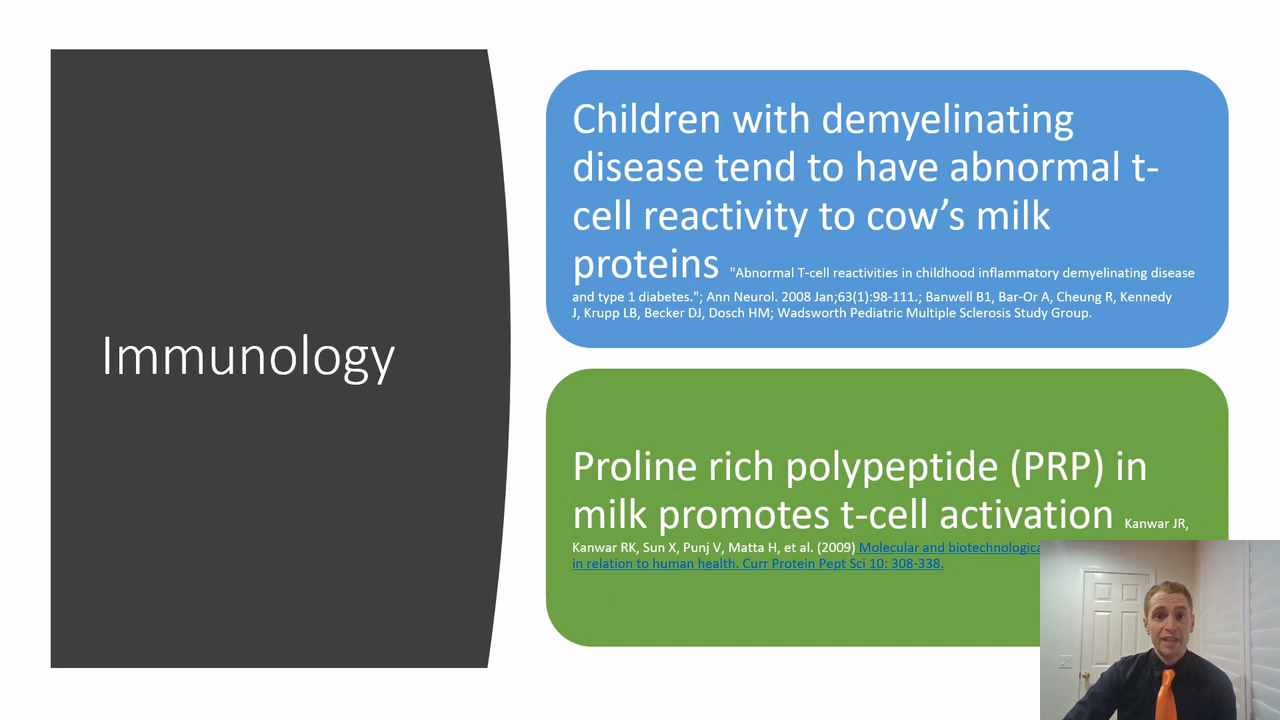 Immunology
Children with demyelinating
disease tend to have abnormal t-
cell reactivity to cow’s milk
proteins "Abnormal T-cell reactivities in childhood inflammatory demyelinating disease
and type 1 diabetes."; Ann Neurol. 2008 Jan;63(1):98-111.; Banwell B1, Bar-Or A, Cheung R, Kennedy
J, Krupp LB, Becker DJ, Dosch HM; Wadsworth Pediatric Multiple Sclerosis Study Group.
Proline rich polypeptide (PRP) in
milk promotes t-cell activation Kanwar JR,
Kanwar RK, Sun X, Punj V, Matta H, et al. (2009) Molecular and
in relation to human health. Curr Protein Pept Sci 10: 308-338.